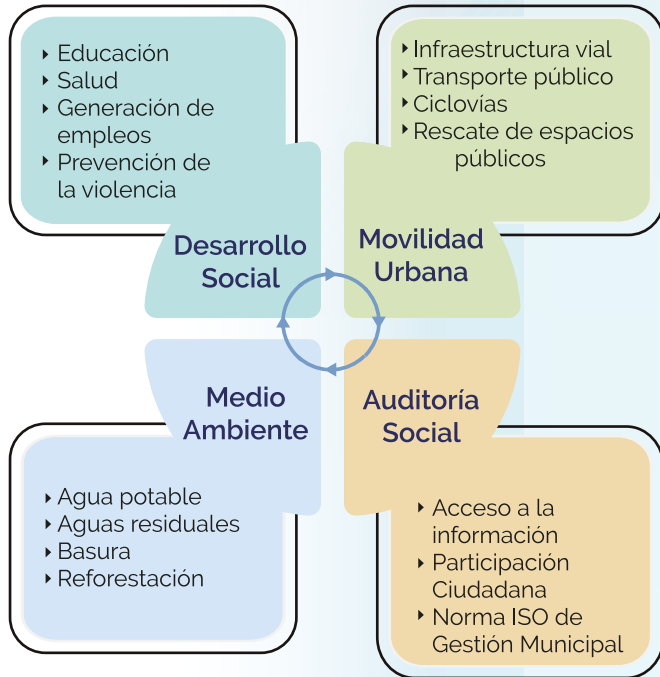 Educación
Salud
Generación de
empleos
Prevención de
la violencia
Desarrollo
Social
Infraestructura vial
Transporte público
Ciclovías
Rescate de espacios
públicos
Movilidad
Urbana
Medio
Ambiente
Agua potable
Aguas residuales
Basura
Reforestación
Auditoría
Social
Acceso a la
información
Participación
Ciudadana
Norma ISO de
Gestión Municipal